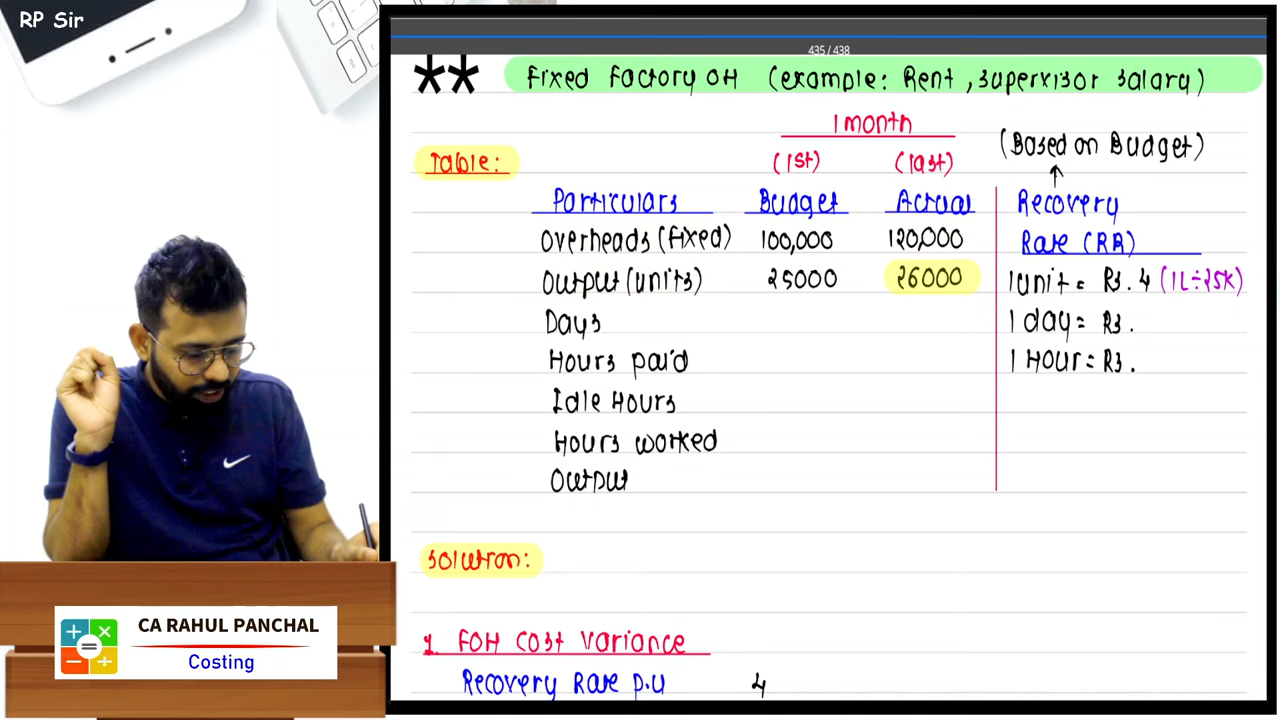 RP Sir
435 / 438
** Fixed Factory OH (example: Rent, supervisor salary)
1 month
(Based on Budget)
Table:
(1st) (last)
Particulars Budget Actual Recovery
Rate (RR)
Overheads (fixed) 100,000 120,000
Output (units) 25000 26000 1 unit = Rs. 4 (1L÷25K)
Days 1 day = Rs.
Hours paid 1 Hour = Rs.
Idle Hours
Hours worked
Output
Solution:
1. FOH Cost Variance
Recovery Rate p.u 4
CA RAHUL PANCHAL
Costing